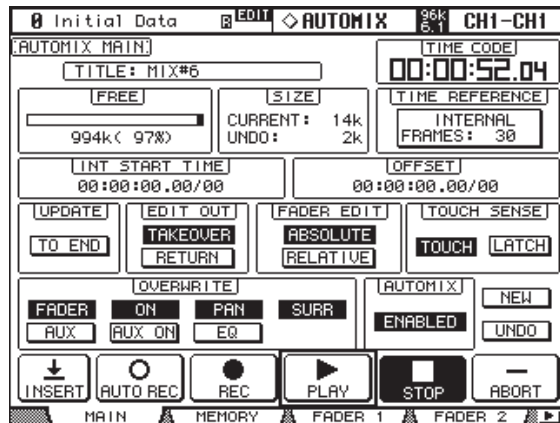 0 Initial Data R EDIT ◇AUTOMIX 96k 6.1 CH1-CH1
AUTOMIX MAIN
TITLE: MIX#6
TIME CODE
00:00:52.04
FREE
994k( 97%)
SIZE
CURRENT: 14k
UNDO: 2k
TIME REFERENCE
INTERNAL
FRAMES: 30
INT START TIME
00:00:00.00/00
OFFSET
00:00:00.00/00
UPDATE
TO END
EDIT OUT
TAKEOVER
RETURN
FADER EDIT
ABSOLUTE
RELATIVE
TOUCH SENSE
TOUCH LATCH
OVERWRITE
FADER ON PAN SURR
AUX AUX ON EQ
AUTOMIX
ENABLED
NEW
UNDO
INSERT AUTO REC REC PLAY STOP ABORT
MAIN MEMORY FADER 1 FADER 2